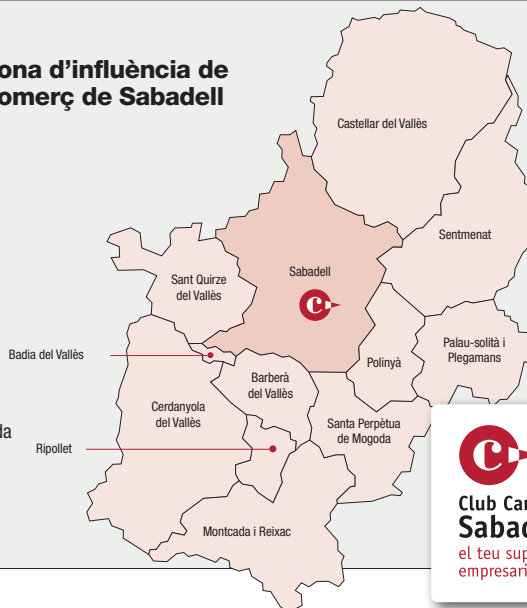 ona d'influència de
omerç de Sabadell
Castellar del Vallès
Sentmenat
Sabadell
Sant Quirze
del Vallès
Badia del Vallès
Palau-solità i
Plegamans
Polinyà
Barberà
del Vallès
Cerdanyola
del Vallès
Santa Perpètua
de Mogoda
da
Ripollet
Montcada i Reixac
Club Car
Sabad
el teu sup
empresari